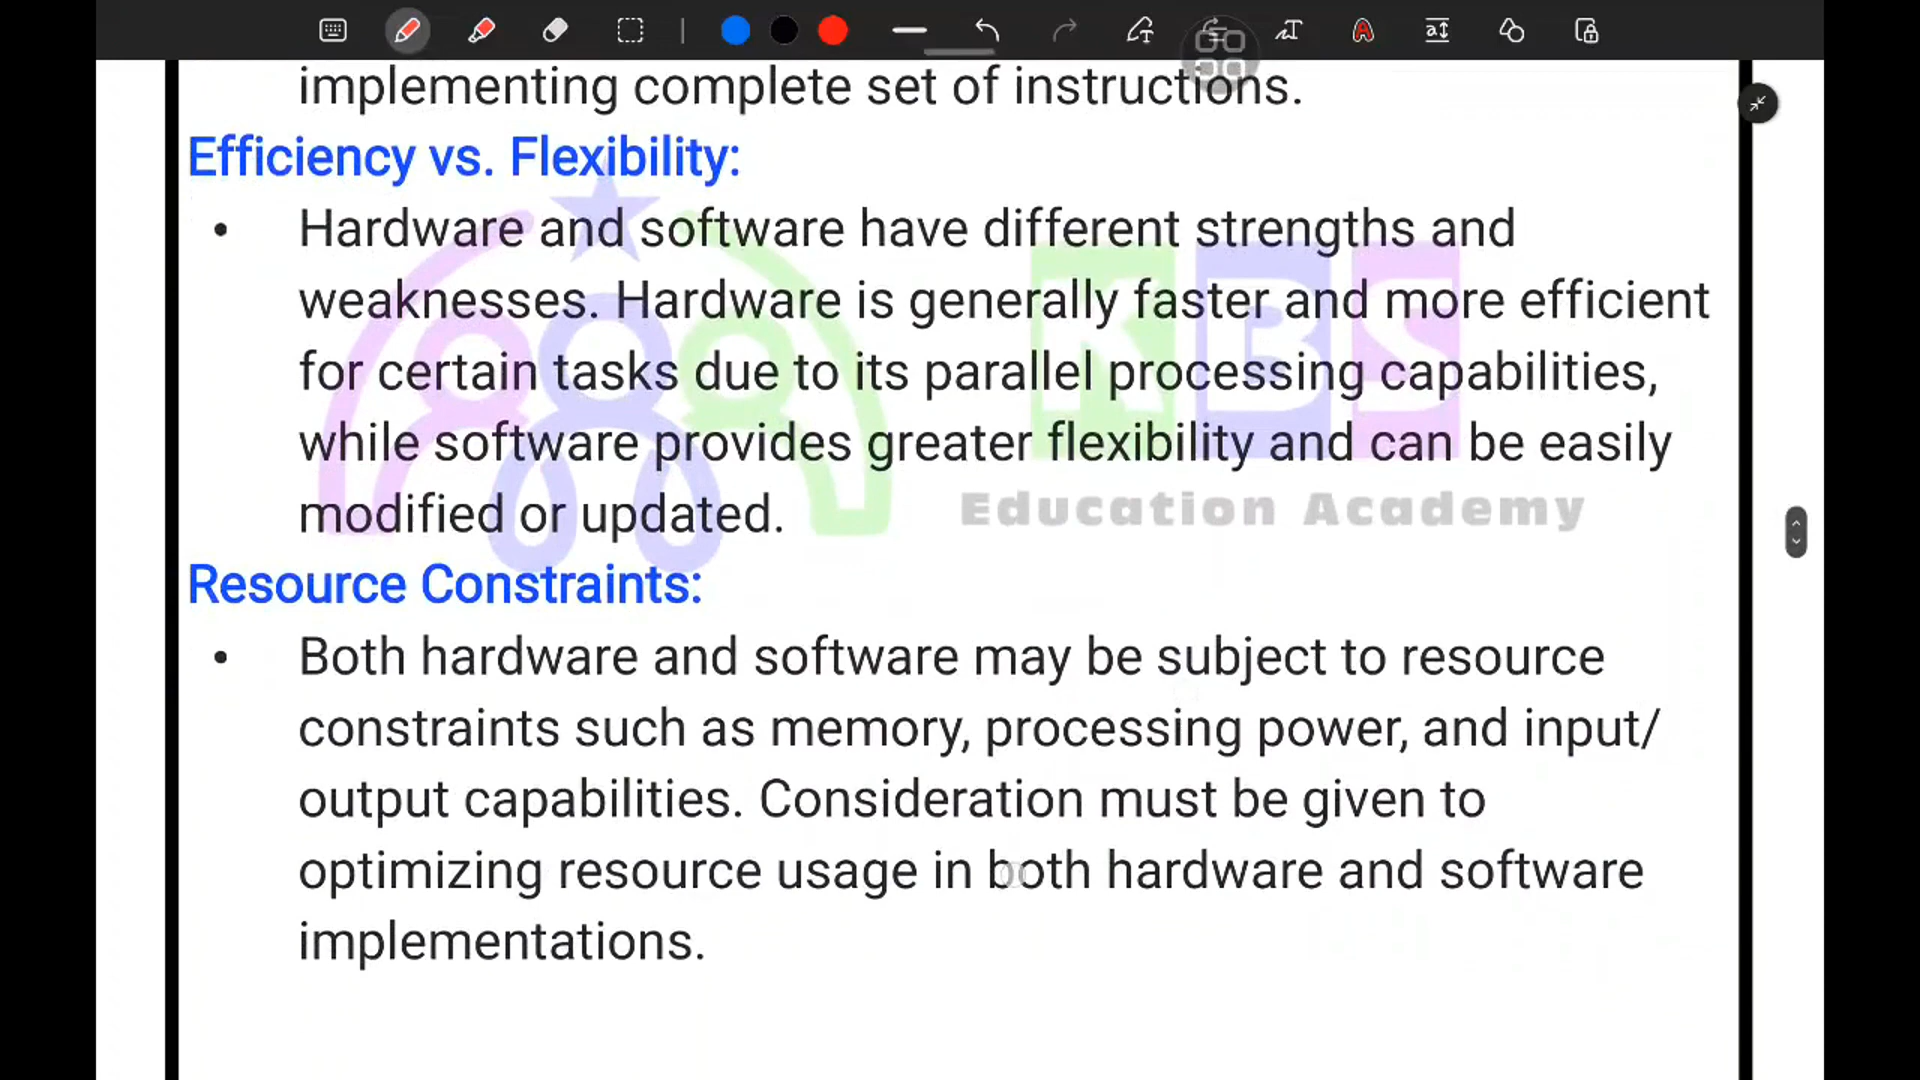 implementing complete set of instructions.
Efficiency vs. Flexibility:
• Hardware and software have different strengths and
weaknesses. Hardware is generally faster and more efficient
for certain tasks due to its parallel processing capabilities,
while software provides greater flexibility and can be easily
modified or updated.
KBS
Education Academy
Resource Constraints:
• Both hardware and software may be subject to resource
constraints such as memory, processing power, and input/
output capabilities. Consideration must be given to
optimizing resource usage in both hardware and software
implementations.